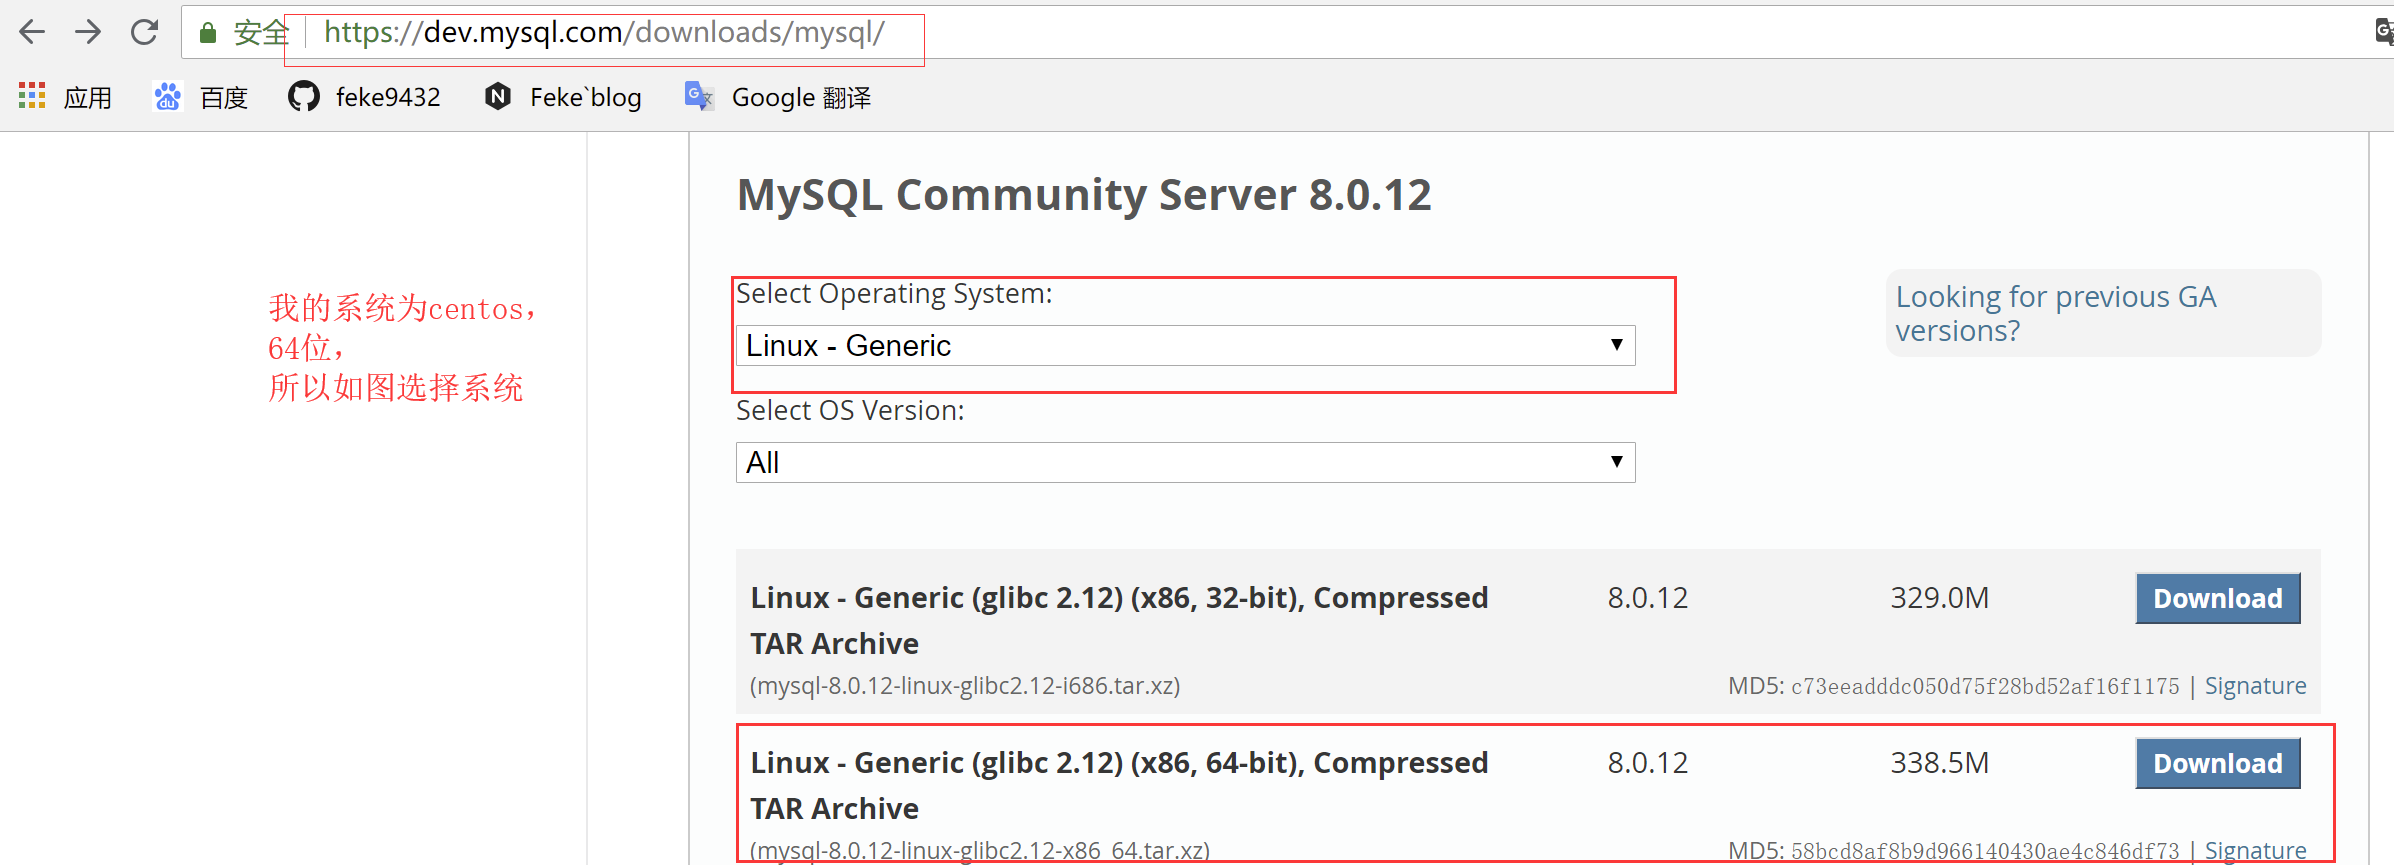 安全 https://dev.mysql.com/downloads/mysql/
应用 百度 feke9432 Feke`blog Google 翻译
MySQL Community Server 8.0.12
我的系统为centos，
64位，
所以如图选择系统
Select Operating System:
Linux - Generic
Looking for previous GA
versions?
Select OS Version:
All
Linux - Generic (glibc 2.12) (x86, 32-bit), Compressed 8.0.12 329.0M Download
TAR Archive
(mysql-8.0.12-linux-glibc2.12-i686.tar.xz) MD5: c73eeadddc050d75f28bd52af16f1175 | Signature
Linux - Generic (glibc 2.12) (x86, 64-bit), Compressed 8.0.12 338.5M Download
TAR Archive
(mysql-8.0.12-linux-glibc2.12-x86_64.tar.xz) MD5: 58bcd8af8b9d966140430ae4c846df73 | Signature